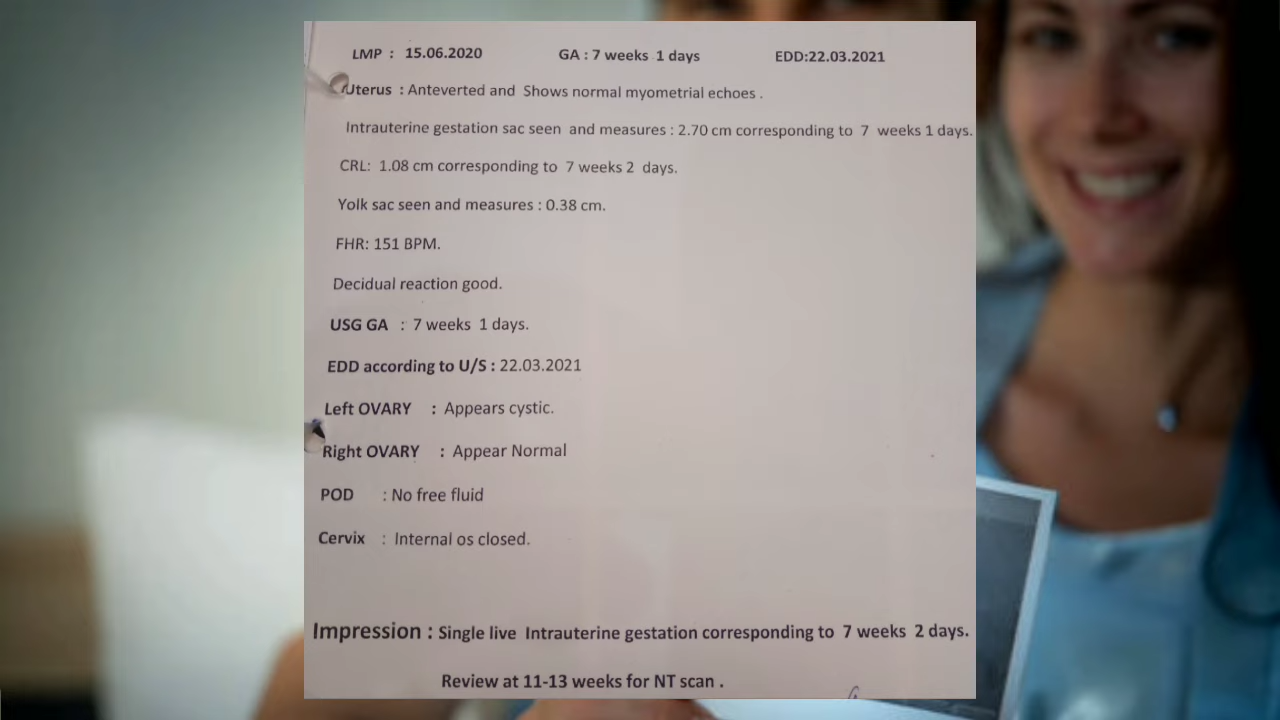 LMP : 15.06.2020 GA : 7 weeks 1 days EDD:22.03.2021
Uterus : Anteverted and Shows normal myometrial echoes .
Intrauterine gestation sac seen and measures : 2.70 cm corresponding to 7 weeks 1 days.
CRL: 1.08 cm corresponding to 7 weeks 2 days.
Yolk sac seen and measures : 0.38 cm.
FHR: 151 BPM.
Decidual reaction good.
USG GA : 7 weeks 1 days.
EDD according to U/S : 22.03.2021
Left OVARY : Appears cystic.
Right OVARY : Appear Normal
POD : No free fluid
Cervix : Internal os closed.
Impression : Single live Intrauterine gestation corresponding to 7 weeks 2 days.
Review at 11-13 weeks for NT scan .